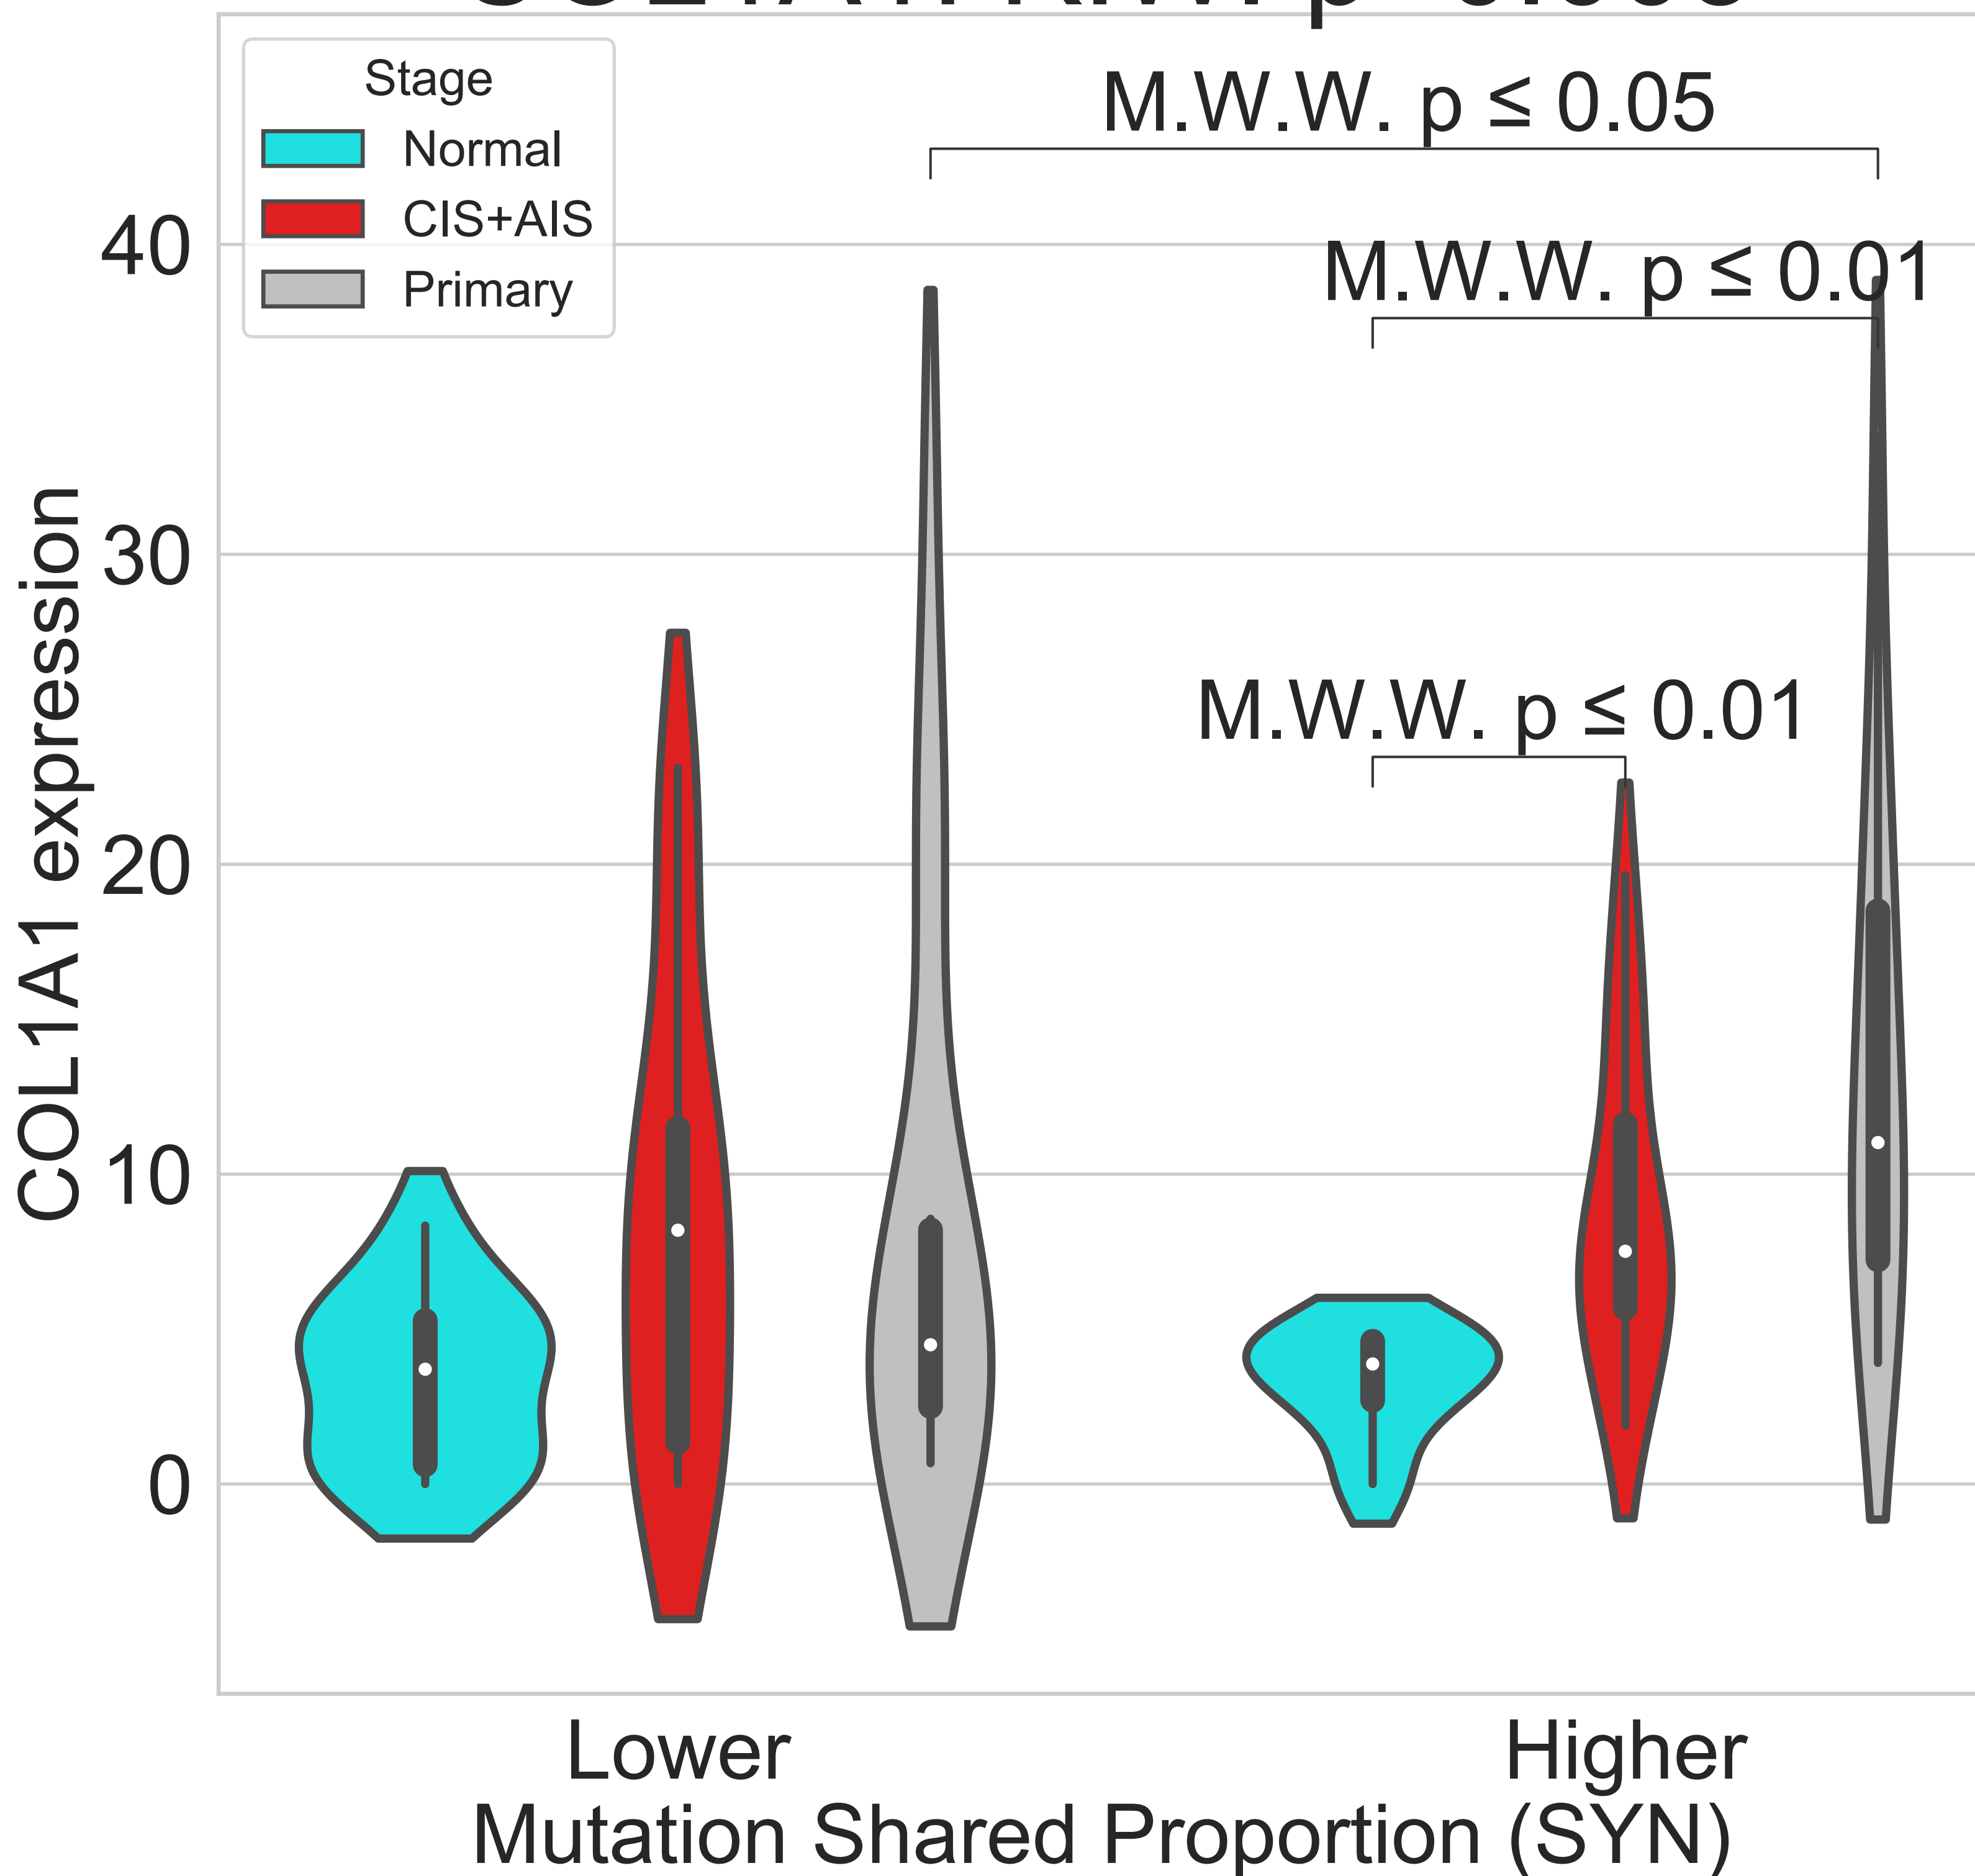 Stage
Normal
CIS+AIS
Primary
M.W.W. p ≤ 0.05
M.W.W. p ≤ 0.01
M.W.W. p ≤ 0.01
COL1A1 expression
40
30
20
10
0
Lower
Higher
Mutation Shared Proportion (SYN)